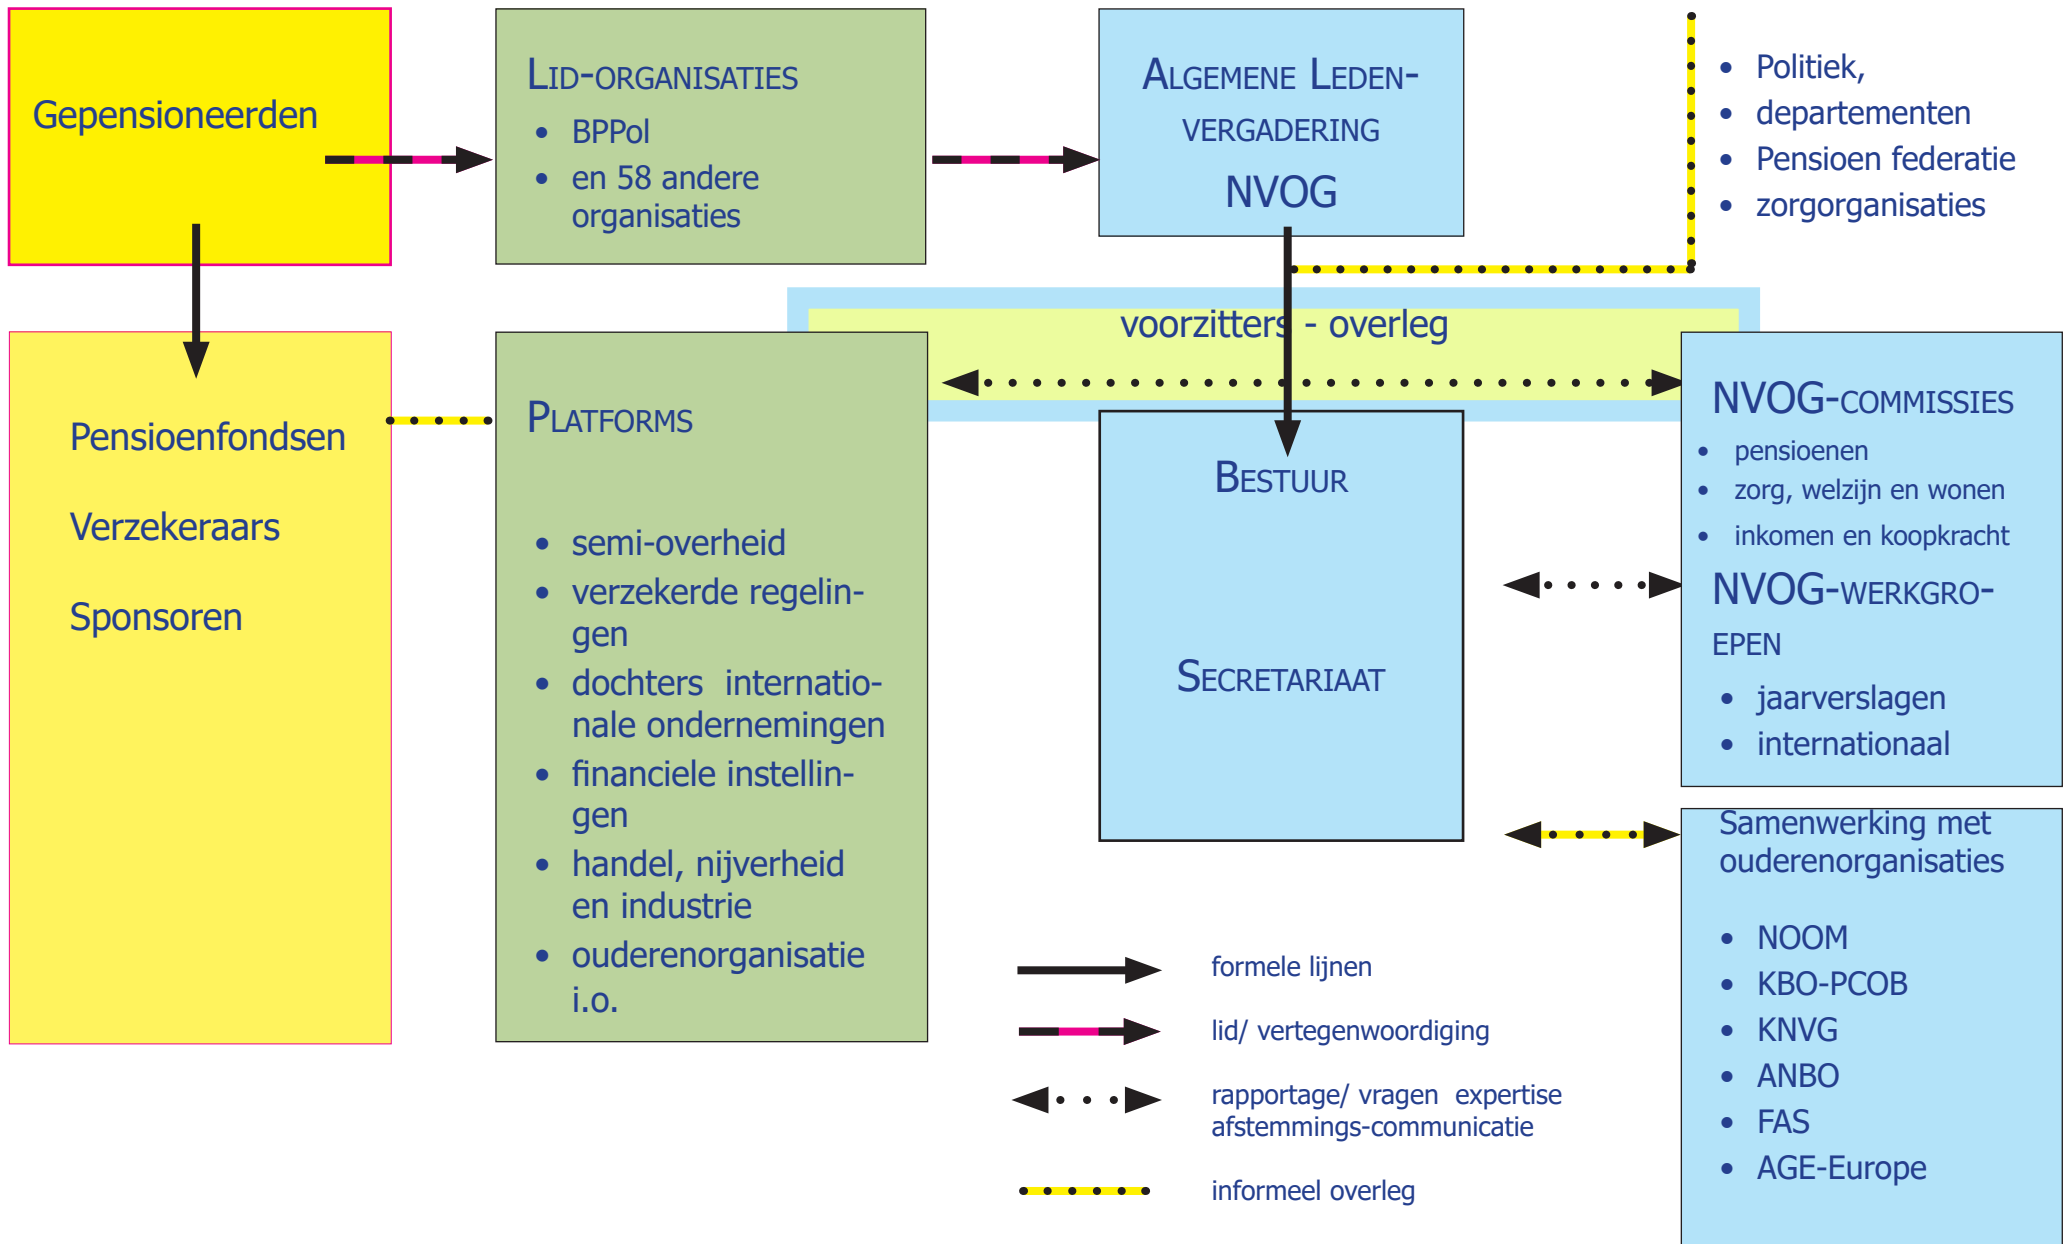 Gepensioneerden
LID-ORGANISATIES
• BPPol
• en 58 andere
organisaties
ALGEMENE LEDEN-
VERGADERING
NVOG
• Politiek,
• departementen
• Pensioen federatie
• zorgorganisaties
voorzitters - overleg
Pensioenfondsen
Verzekeraars
Sponsoren
PLATFORMS
• semi-overheid
• verzekerde regelin-
gen
• dochters internatio-
nale ondernemingen
• financiele instellin-
gen
• handel, nijverheid
en industrie
• ouderenorganisatie
i.o.
BESTUUR
SECRETARIAAT
NVOG-COMMISSIES
• pensioenen
• zorg, welzijn en wonen
• inkomen en koopkracht
NVOG-WERKGRO-
EPEN
• jaarverslagen
• internationaal
Samenwerking met
ouderenorganisaties
• NOOM
• KBO-PCOB
• KNVG
• ANBO
• FAS
• AGE-Europe
formele lijnen
lid/ vertegenwoordiging
rapportage/ vragen expertise
afstemmings-communicatie
informeel overleg